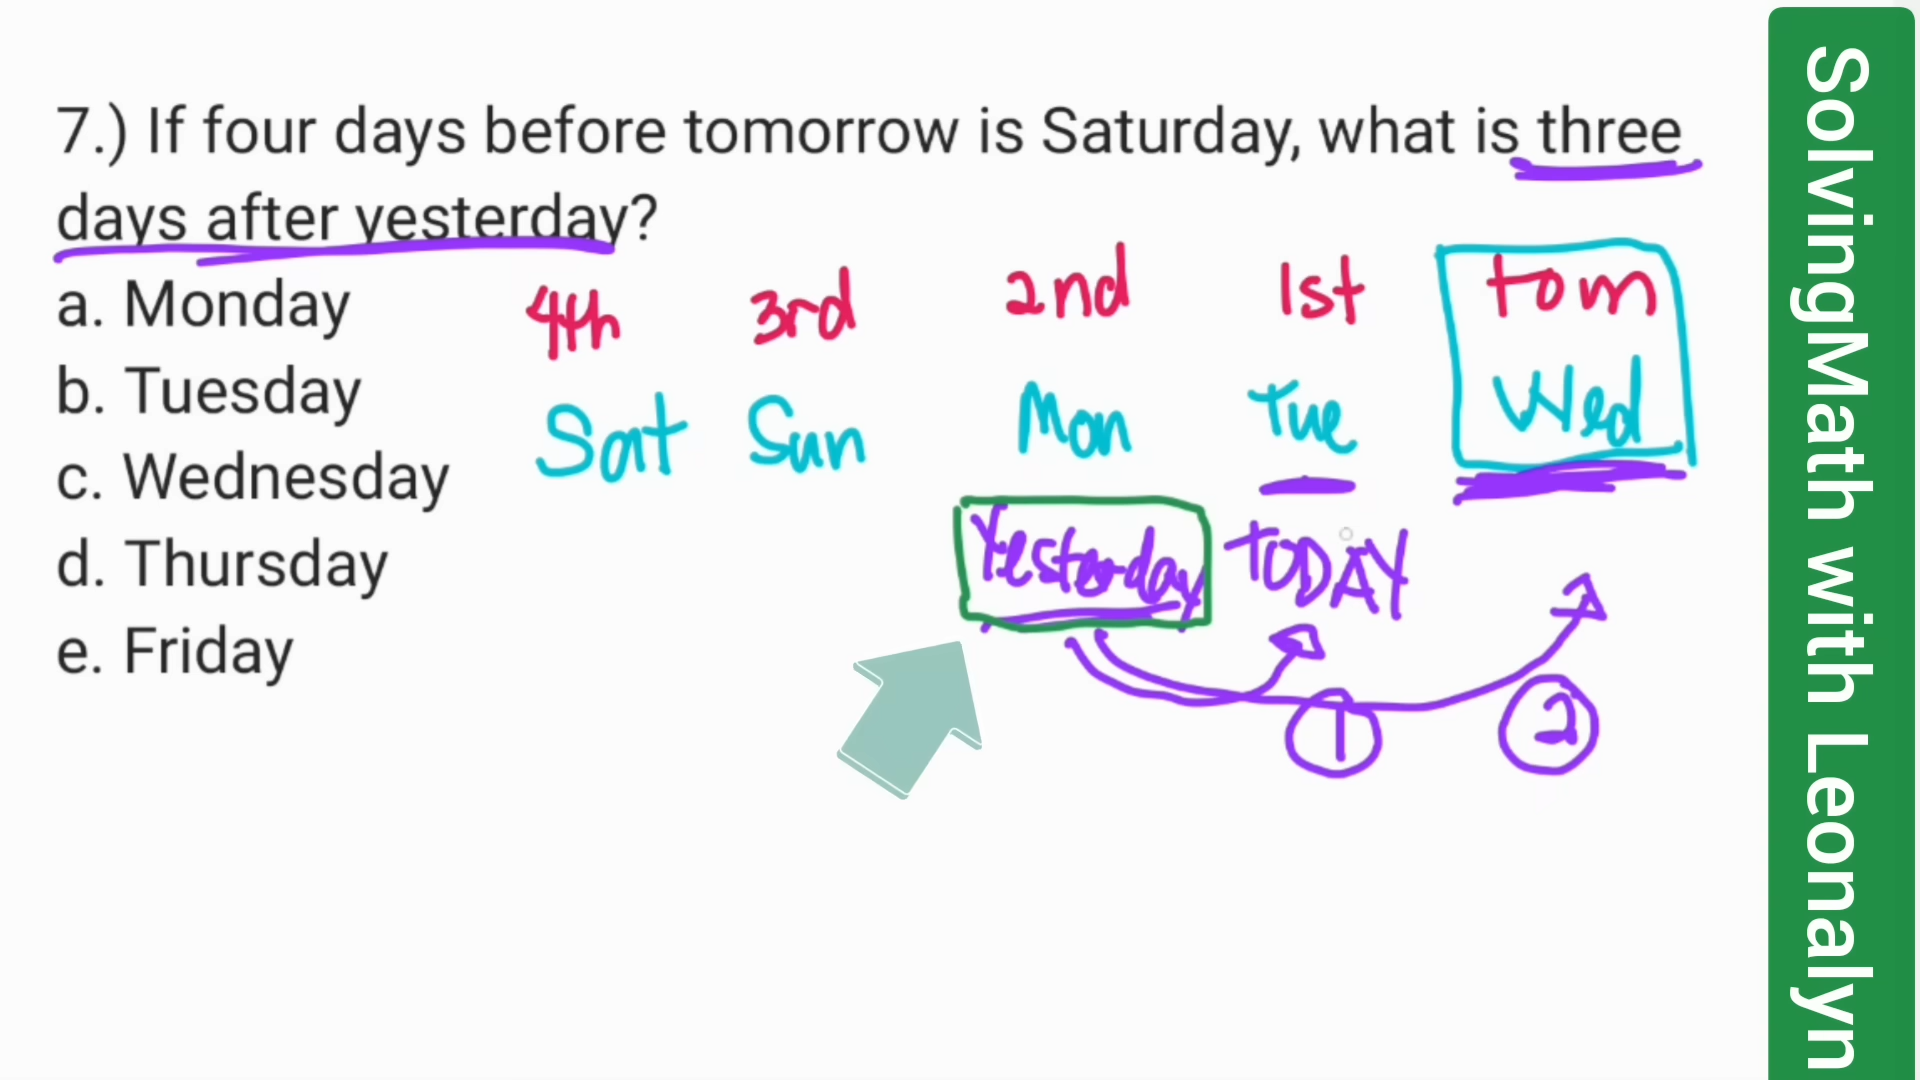 7.) If four days before tomorrow is Saturday, what is three
days after yesterday?
a. Monday
b. Tuesday
c. Wednesday
d. Thursday
e. Friday
4th 3rd 2nd 1st tom
Sat Sun Mon Tue Wed
Yesterday TODAY
1 2
SolvingMath with Leonalyn